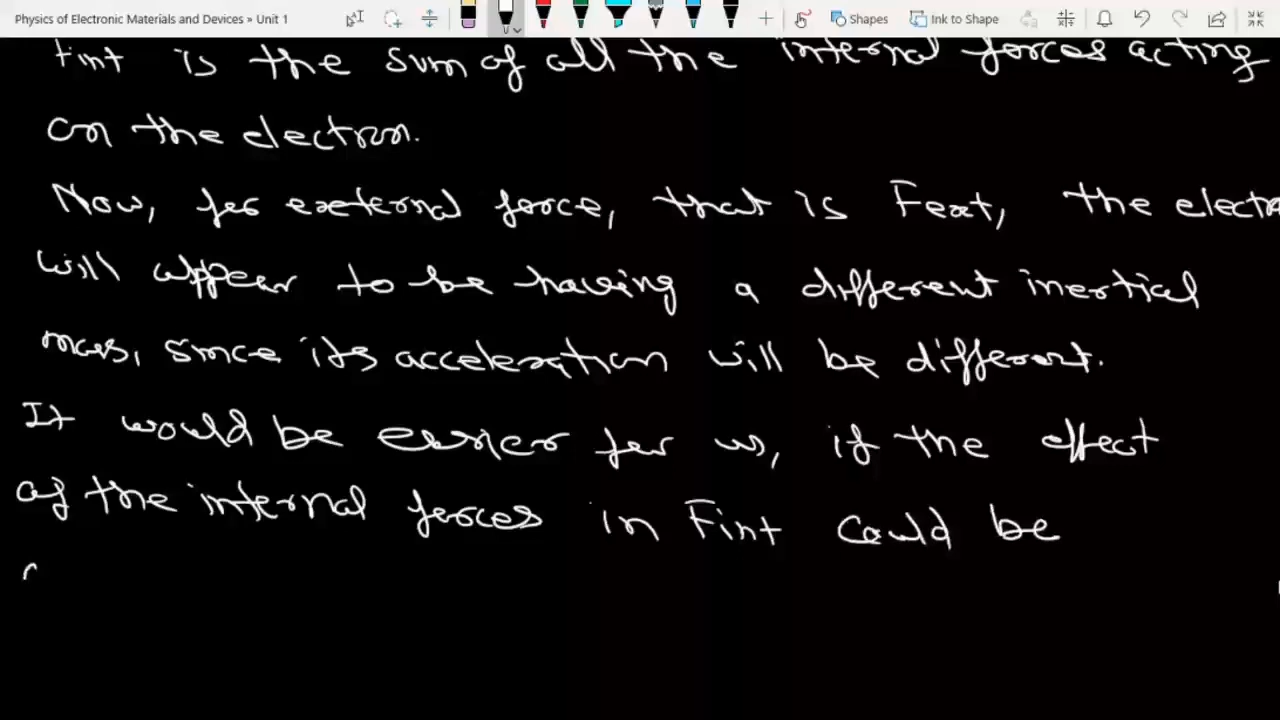 Physics of Electronic Materials and Devices » Unit 1
Shapes
Ink to Shape
Fint is the sum of all the internal forces acting
on the electron.
Now, for external force, that is Fext, the electr
will appear to be having a different inertial
mass, since its acceleration will be different.
It would be easier for us, if the effect
of the internal forces in Fint could be